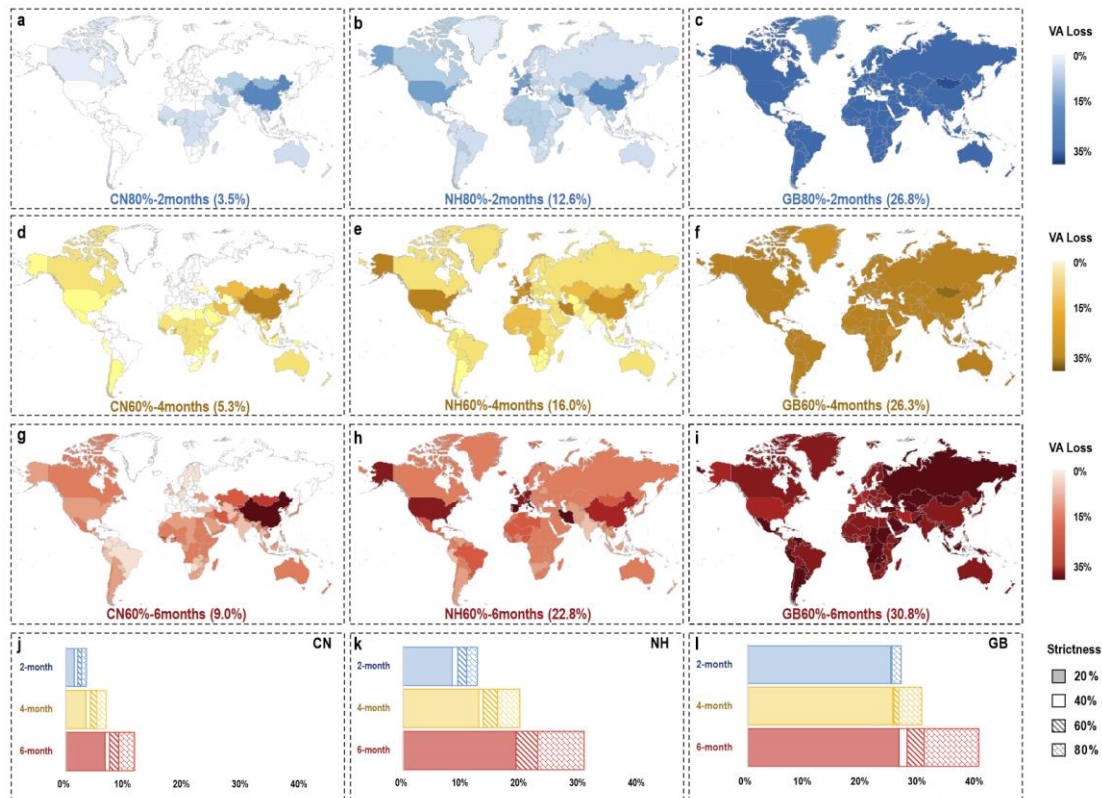 a
b
c
VA Loss
0%
15%
35%
CN80%-2months (3.5%)
NH80%-2months (12.6%)
GB80%-2months (26.8%)
d
e
f
VA Loss
0%
15%
35%
CN60%-4months (5.3%)
NH60%-4months (16.0%)
GB60%-4months (26.3%)
g
h
i
VA Loss
0%
15%
35%
CN60%-6months (9.0%)
NH60%-6months (22.8%)
GB60%-6months (30.8%)
j
CN
2-month
4-month
6-month
0% 10% 20% 30% 40%
k
NH
2-month
4-month
6-month
0% 10% 20% 30% 40%
l
GB
2-month
4-month
6-month
0% 10% 20% 30% 40%
Strictness
20%
40%
60%
80%